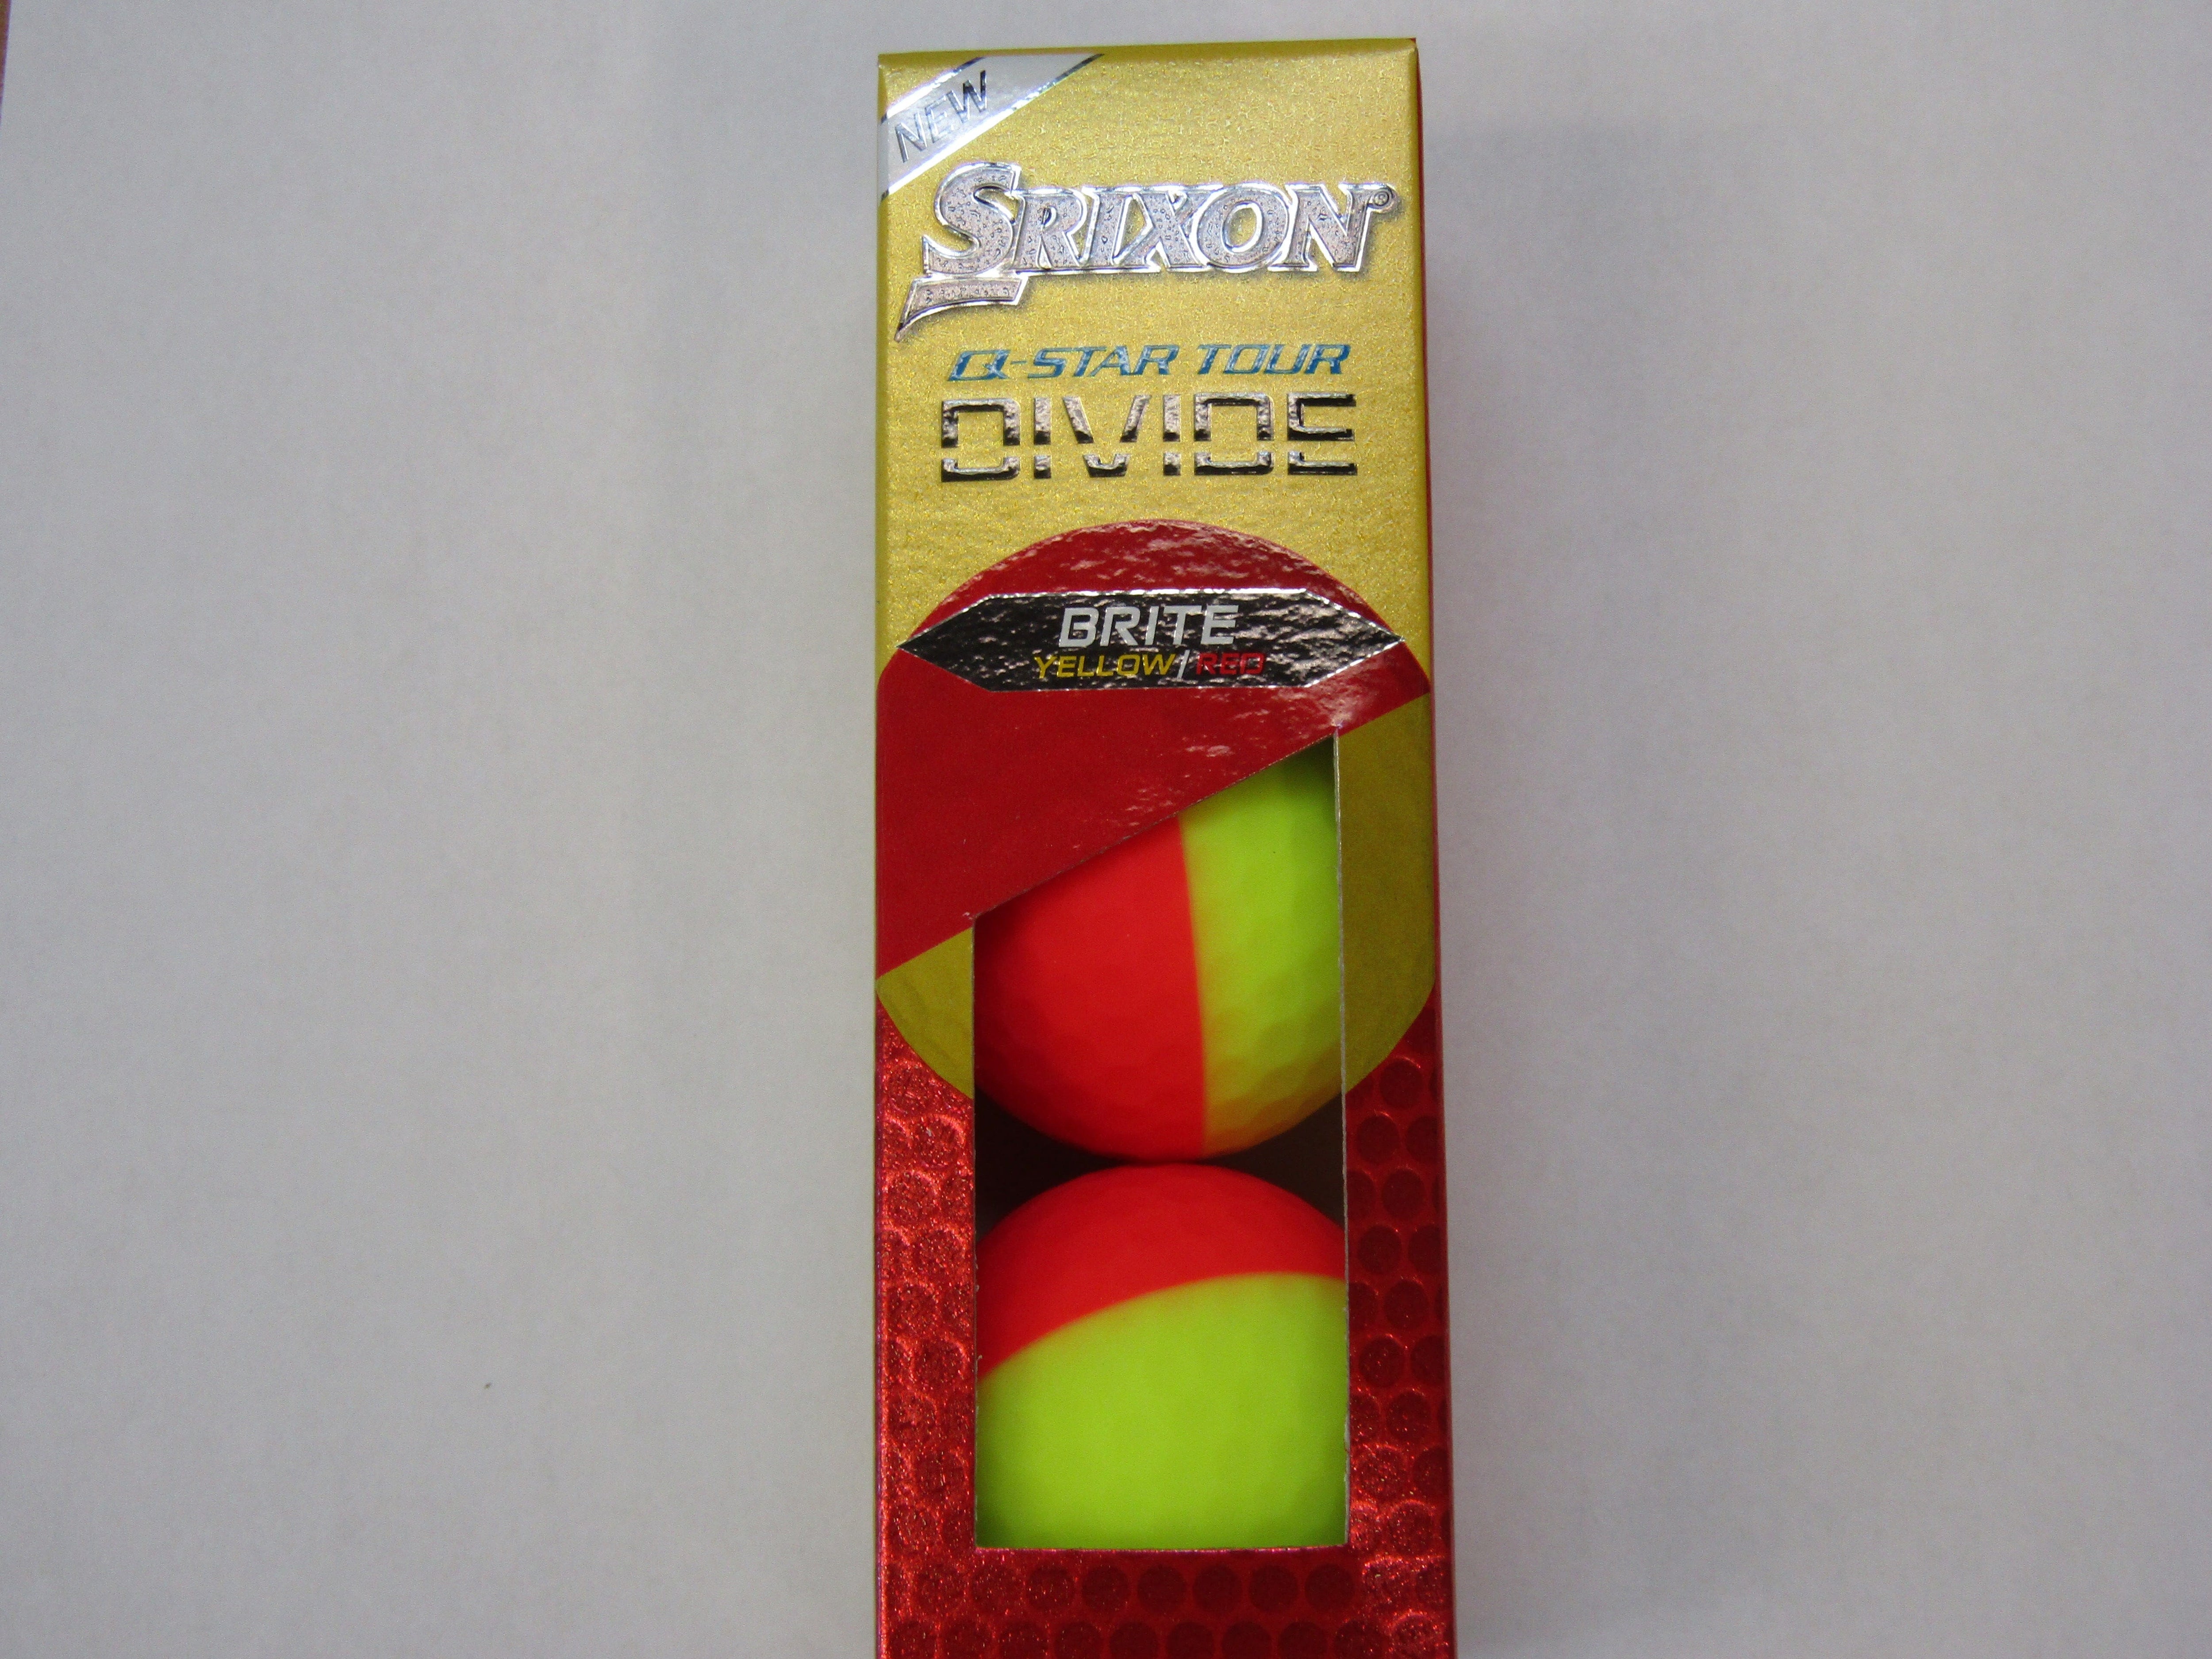 NEW
SRIXON®
Q-STAR TOUR
DIVIDE
BRITE
YELLOW | RED